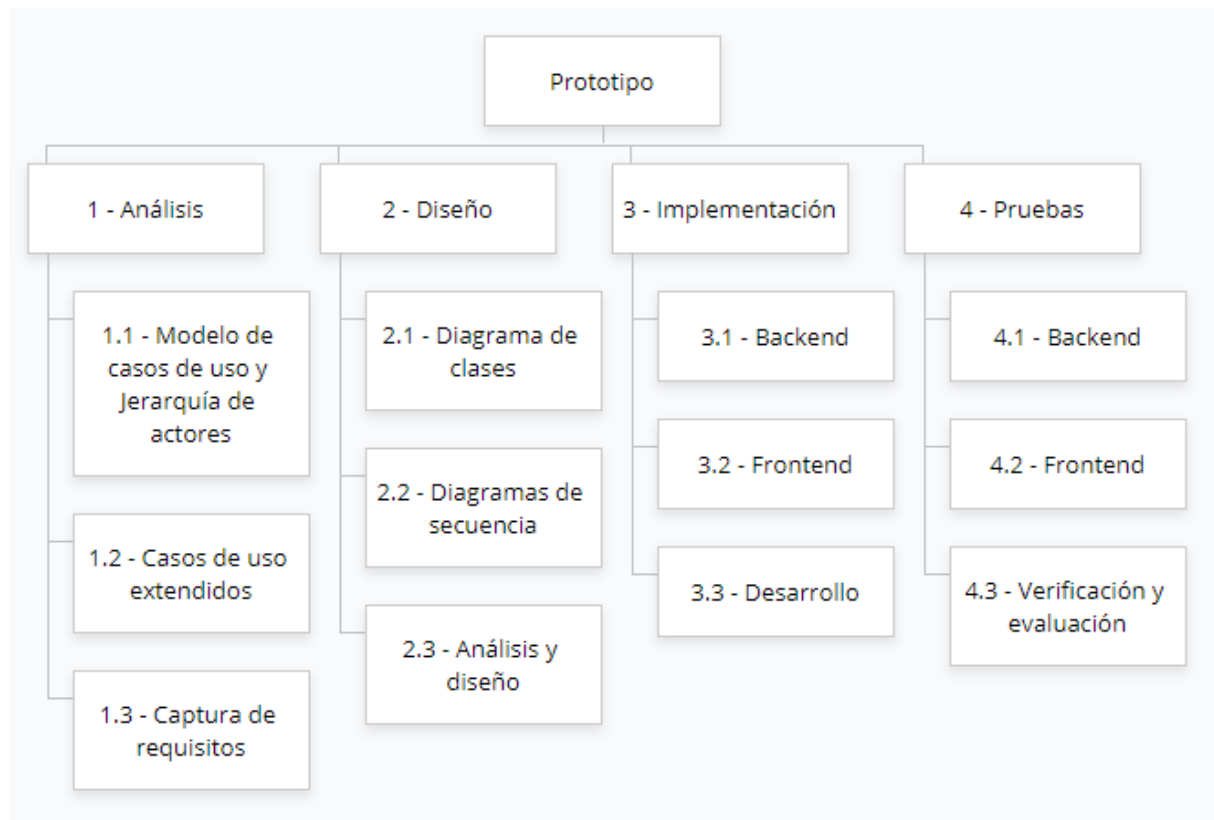 Prototipo
1 - Análisis
2 - Diseño
3 - Implementación
4 - Pruebas
1.1 - Modelo de
casos de uso y
Jerarquía de
actores
1.2 - Casos de uso
extendidos
1.3 - Captura de
requisitos
2.1 - Diagrama de
clases
2.2 - Diagramas de
secuencia
2.3 - Análisis y
diseño
3.1 - Backend
3.2 - Frontend
3.3 - Desarrollo
4.1 - Backend
4.2 - Frontend
4.3 - Verificación y
evaluación